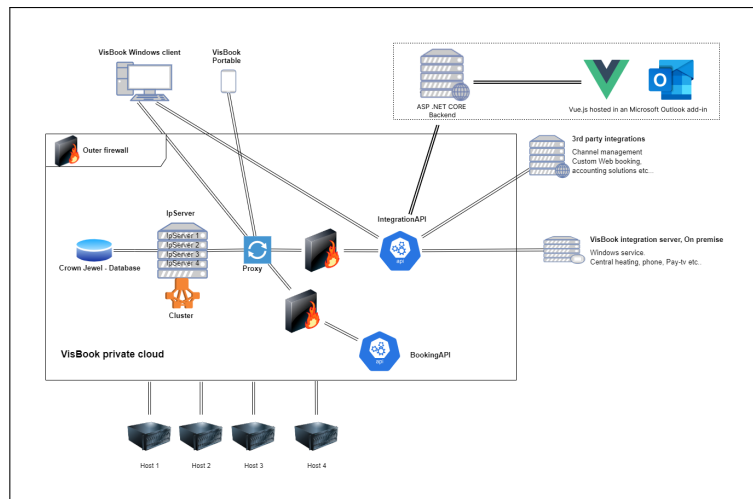 VisBook Windows client
VisBook
Portable
ASP .NET CORE
Backend
Vue.js hosted in an Microsoft Outlook add-in
Outer firewall
3rd party integrations
Channel management
Custom Web booking,
accounting solutions etc...
IpServer
IpServer 1
IpServer 2
IpServer 3
IpServer 4
IntegrationAPI
api
VisBook integration server, On premise
Windows service,
Central heating, phone, Pay-tv etc..
Crown Jewel - Database
Proxy
Cluster
VisBook private cloud
BookingAPI
api
Host 1
Host 2
Host 3
Host 4